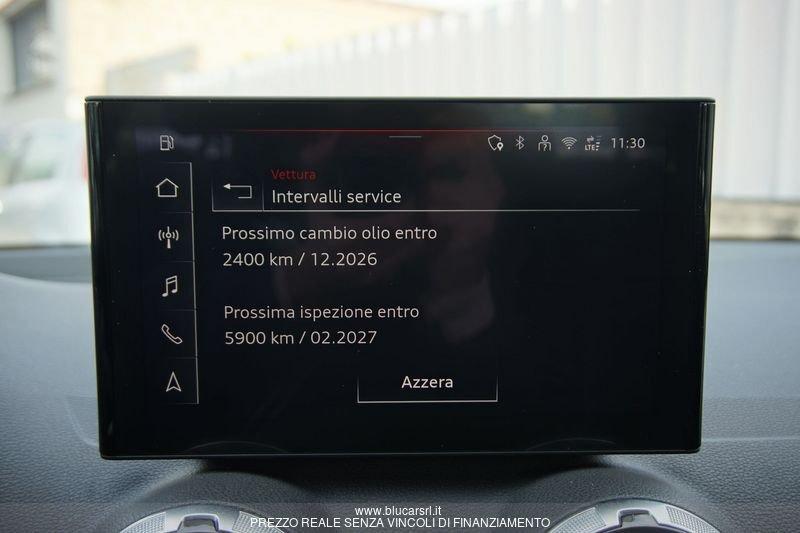 LTE 11:30
Vettura
Intervalli service
Prossimo cambio olio entro
2400 km / 12.2026
Prossima ispezione entro
5900 km / 02.2027
Azzera
www.blucarsrl.it
PREZZO REALE SENZA VINCOLI DI FINANZIAMENTO